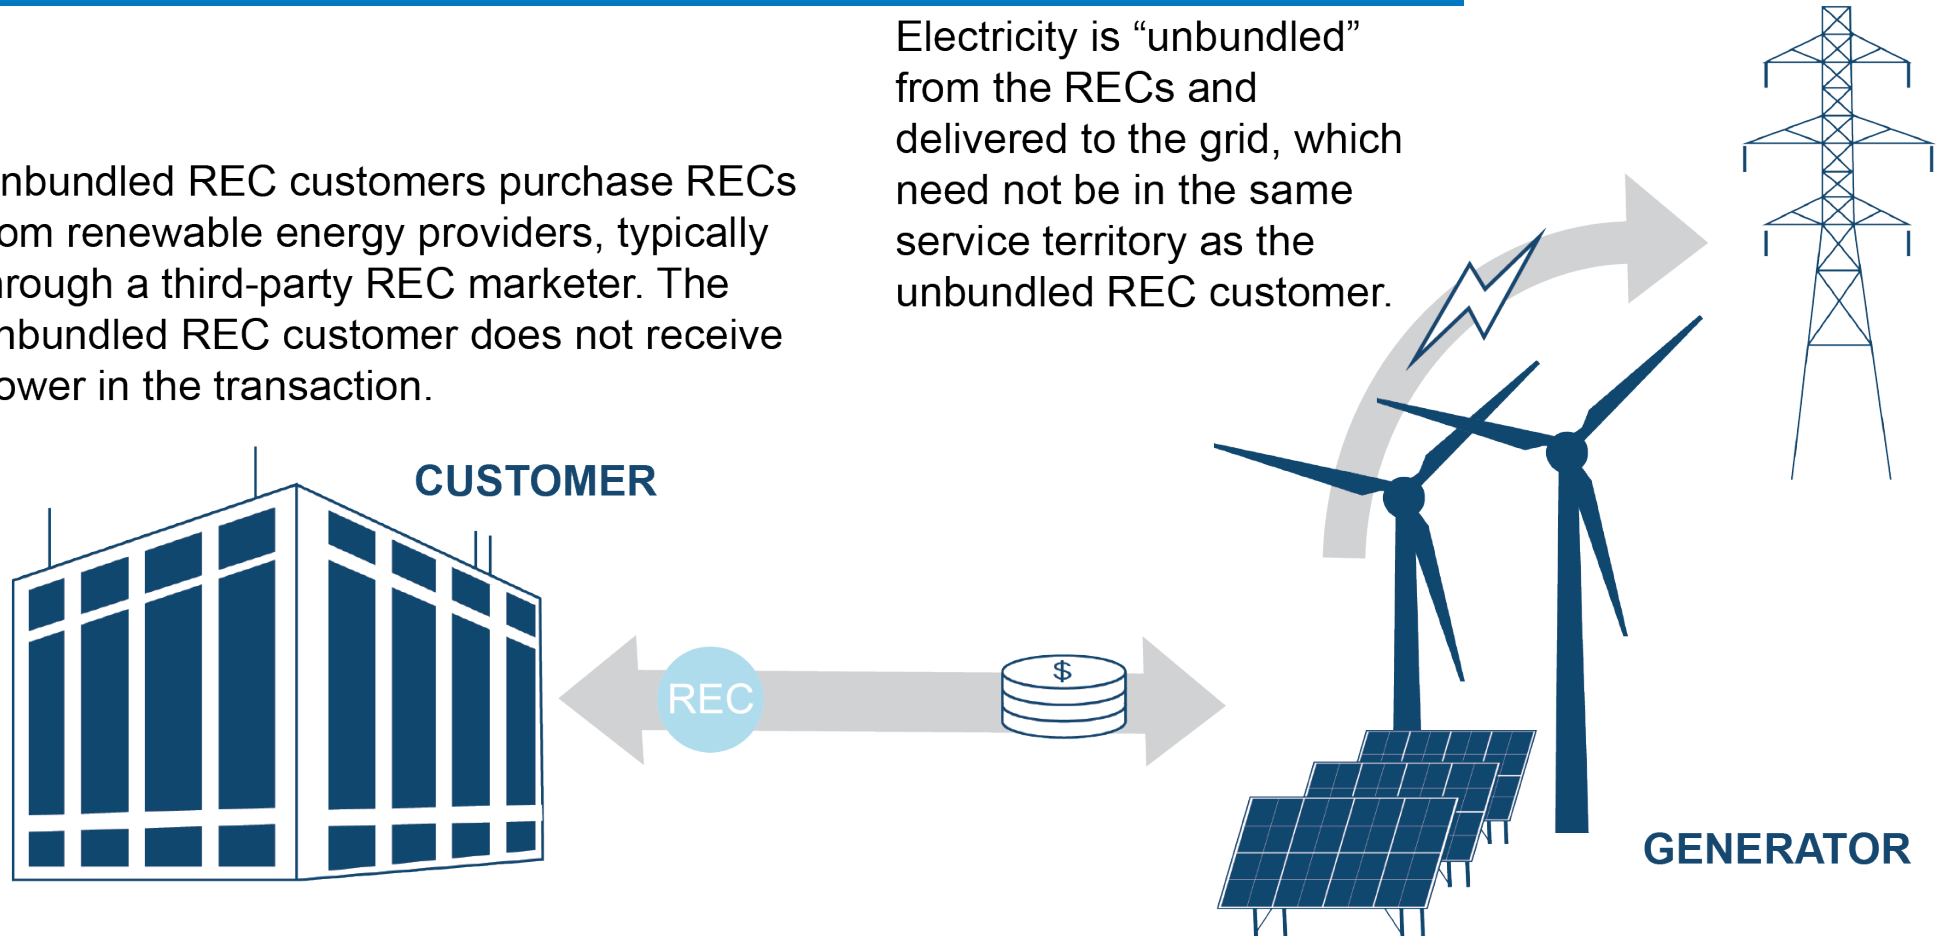 Electricity is “unbundled”
from the RECs and
delivered to the grid, which
need not be in the same
service territory as the
unbundled REC customer.
nbundled REC customers purchase RECs
om renewable energy providers, typically
hrough a third-party REC marketer. The
nbundled REC customer does not receive
ower in the transaction.
CUSTOMER
REC
$
GENERATOR